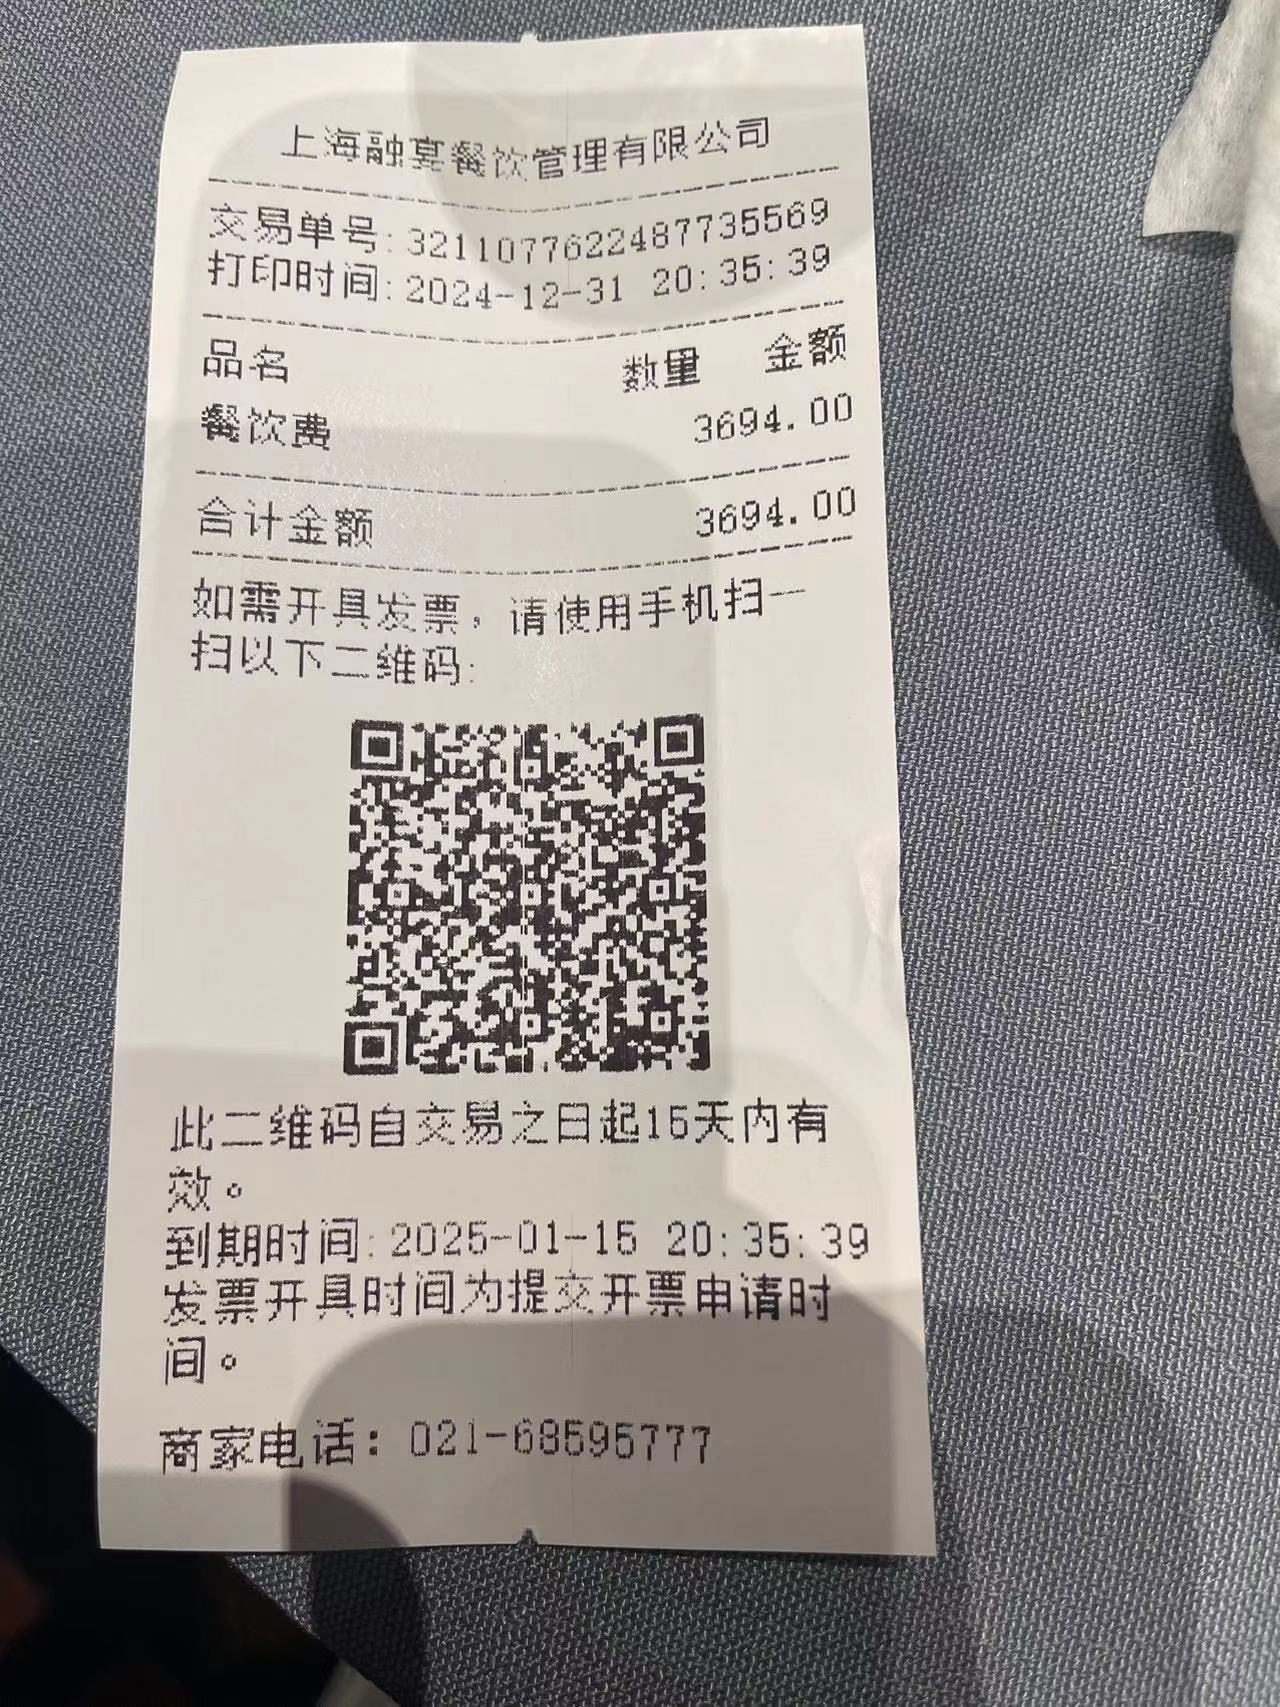 上海融宴餐饮管理有限公司
交易单号:3211077622487735569
打印时间:2024-12-31 20:35:39
品名 数量 金额
餐饮费 3694.00
合计金额 3694.00
如需开具发票，请使用手机扫一
扫以下二维码:
此二维码自交易之日起15天内有
效。
到期时间:2025-01-15 20:35:39
发票开具时间为提交开票申请时
间。
商家电话：021-68595777